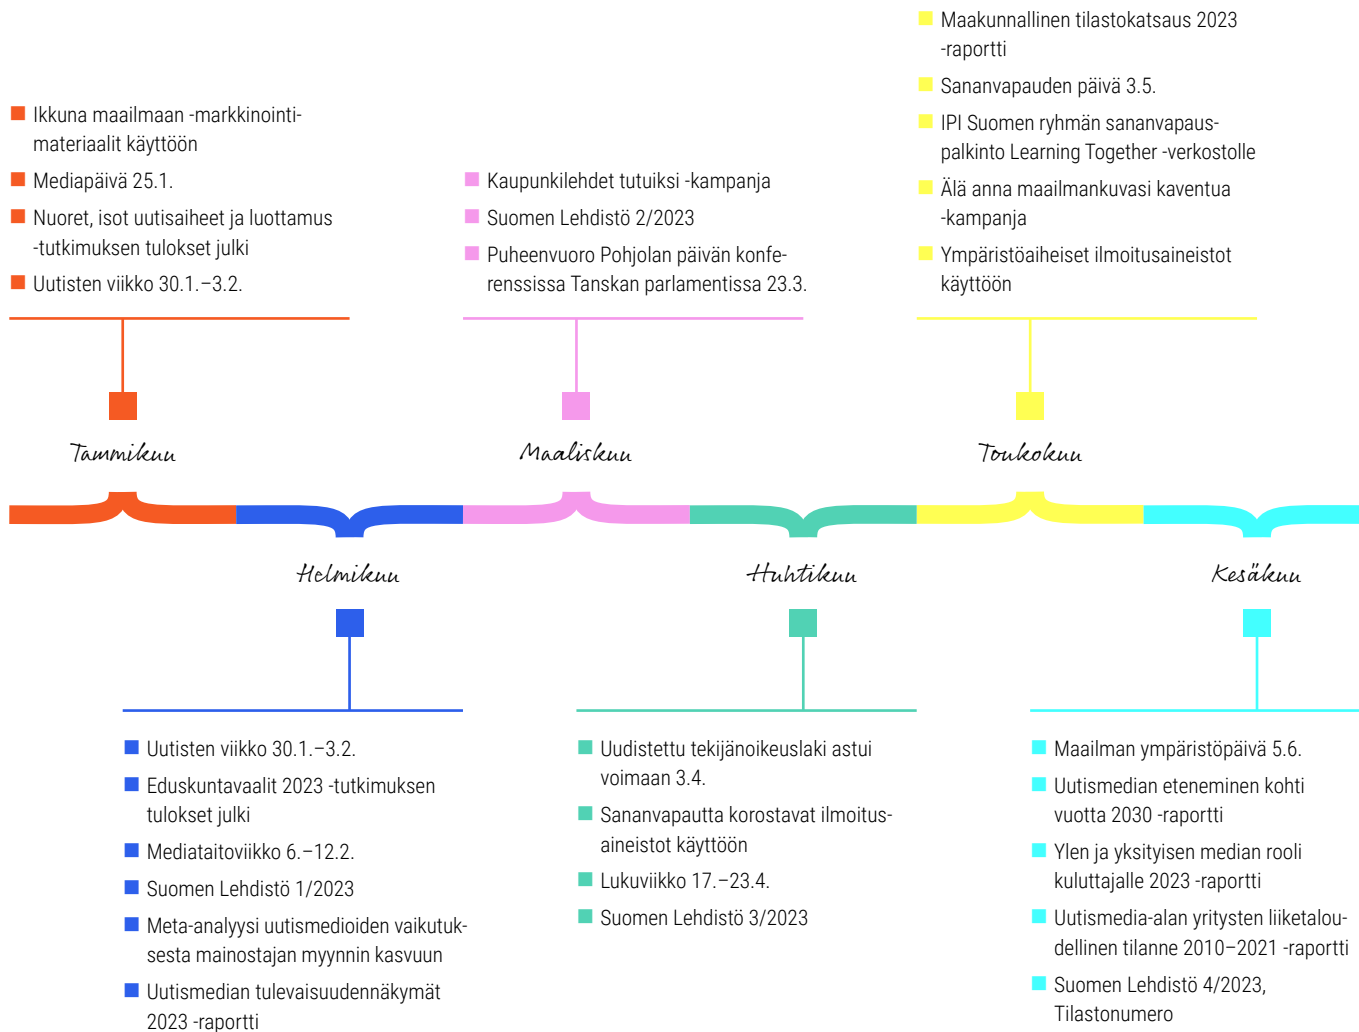 Ikkuna maailmaan -markkinointi-
materiaalit käyttöön
Mediapäivä 25.1.
Nuoret, isot uutisaiheet ja luottamus
-tutkimuksen tulokset julki
Uutisten viikko 30.1.–3.2.
Tammikuu
Uutisten viikko 30.1.–3.2.
Eduskuntavaalit 2023 -tutkimuksen
tulokset julki
Mediataitoviikko 6.–12.2.
Suomen Lehdistö 1/2023
Meta-analyysi uutismedioiden vaikutuk-
sesta mainostajan myynnin kasvuun
Uutismedian tulevaisuudennäkymät
2023 -raportti
Helmikuu
Kaupunkilehdet tutuiksi -kampanja
Suomen Lehdistö 2/2023
Puheenvuoro Pohjolan päivän konfe-
renssissa Tanskan parlamentissa 23.3.
Maaliskuu
Huhtikuu
Uudistettu tekijänoikeuslaki astui
voimaan 3.4.
Sananvapautta korostavat ilmoitus-
aineistot käyttöön
Lukuviikko 17.–23.4.
Suomen Lehdistö 3/2023
Maakunnallinen tilastokatsaus 2023
-raportti
Sananvapauden päivä 3.5.
IPI Suomen ryhmän sananvapaus-
palkinto Learning Together -verkostolle
Älä anna maailmankuvasi kaventua
-kampanja
Ympäristöaiheiset ilmoitusaineistot
käyttöön
Toukokuu
Kesäkuu
Maailman ympäristöpäivä 5.6.
Uutismedian eteneminen kohti
vuotta 2030 -raportti
Ylen ja yksityisen median rooli
kuluttajalle 2023 -raportti
Uutismedia-alan yritysten liiketalou-
dellinen tilanne 2010–2021 -raportti
Suomen Lehdistö 4/2023,
Tilastonumero